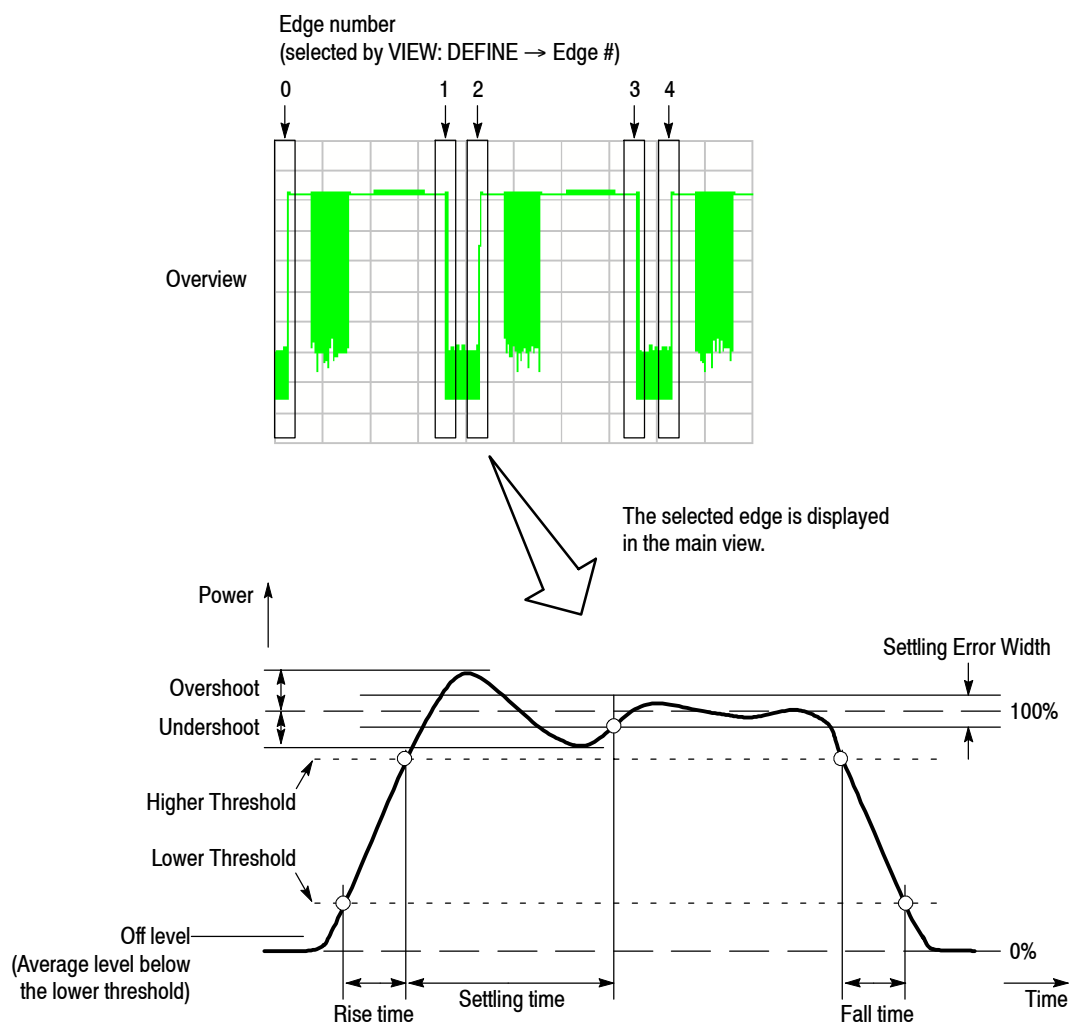 Edge number
(selected by VIEW: DEFINE → Edge #)
0 1 2 3 4
Overview
The selected edge is displayed
in the main view.
Power
Settling Error Width
Overshoot
100%
Undershoot
Higher Threshold
Lower Threshold
Off level
(Average level below
the lower threshold)
0%
Rise time
Settling time
Fall time
Time